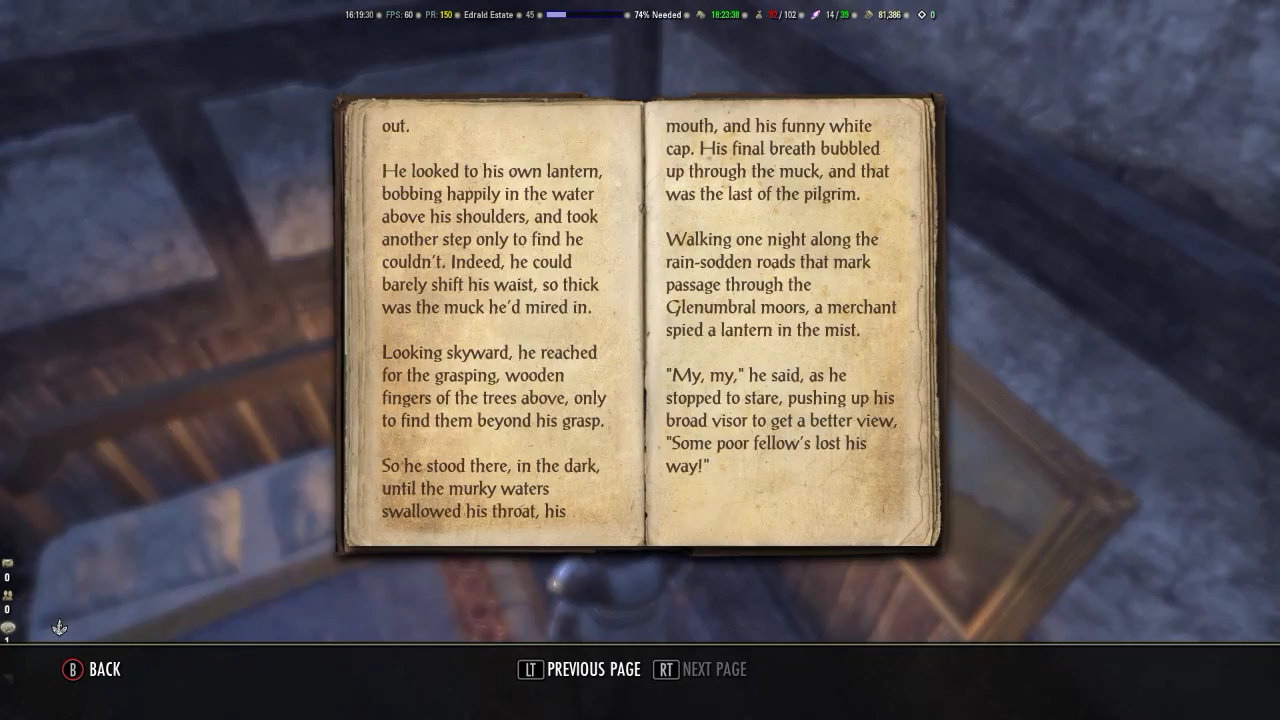 16:19:30 FPS: 60 PR: 150 Edrald Estate 45 74% Needed 18:23:38 92 / 102 14 / 39 81,386 0
out.
He looked to his own lantern,
bobbing happily in the water
above his shoulders, and took
another step only to find he
couldn't. Indeed, he could
barely shift his waist, so thick
was the muck he'd mired in.
Looking skyward, he reached
for the grasping, wooden
fingers of the trees above, only
to find them beyond his grasp.
So he stood there, in the dark,
until the murky waters
swallowed his throat, his
mouth, and his funny white
cap. His final breath bubbled
up through the muck, and that
was the last of the pilgrim.
Walking one night along the
rain-sodden roads that mark
passage through the
Glenumbral moors, a merchant
spied a lantern in the mist.
"My, my," he said, as he
stopped to stare, pushing up his
broad visor to get a better view,
"Some poor fellow's lost his
way!"
0
0
1
B BACK
LT PREVIOUS PAGE RT NEXT PAGE